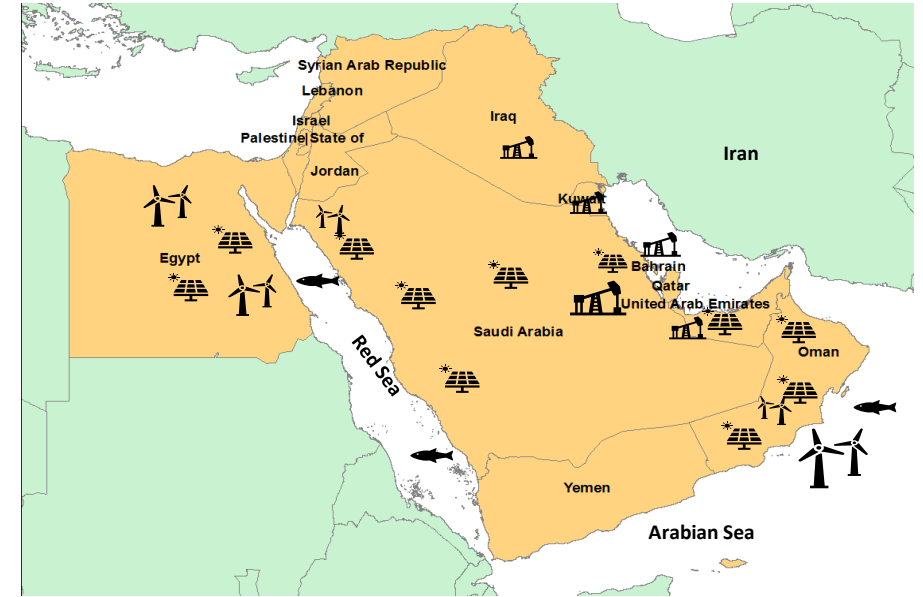 Syrian Arab Republic
Lebanon
Israel
Palestine, State of
Iraq
Iran
Jordan
Kuwait
Egypt
Bahrain
Qatar
United Arab Emirates
Saudi Arabia
Red Sea
Oman
Yemen
Arabian Sea